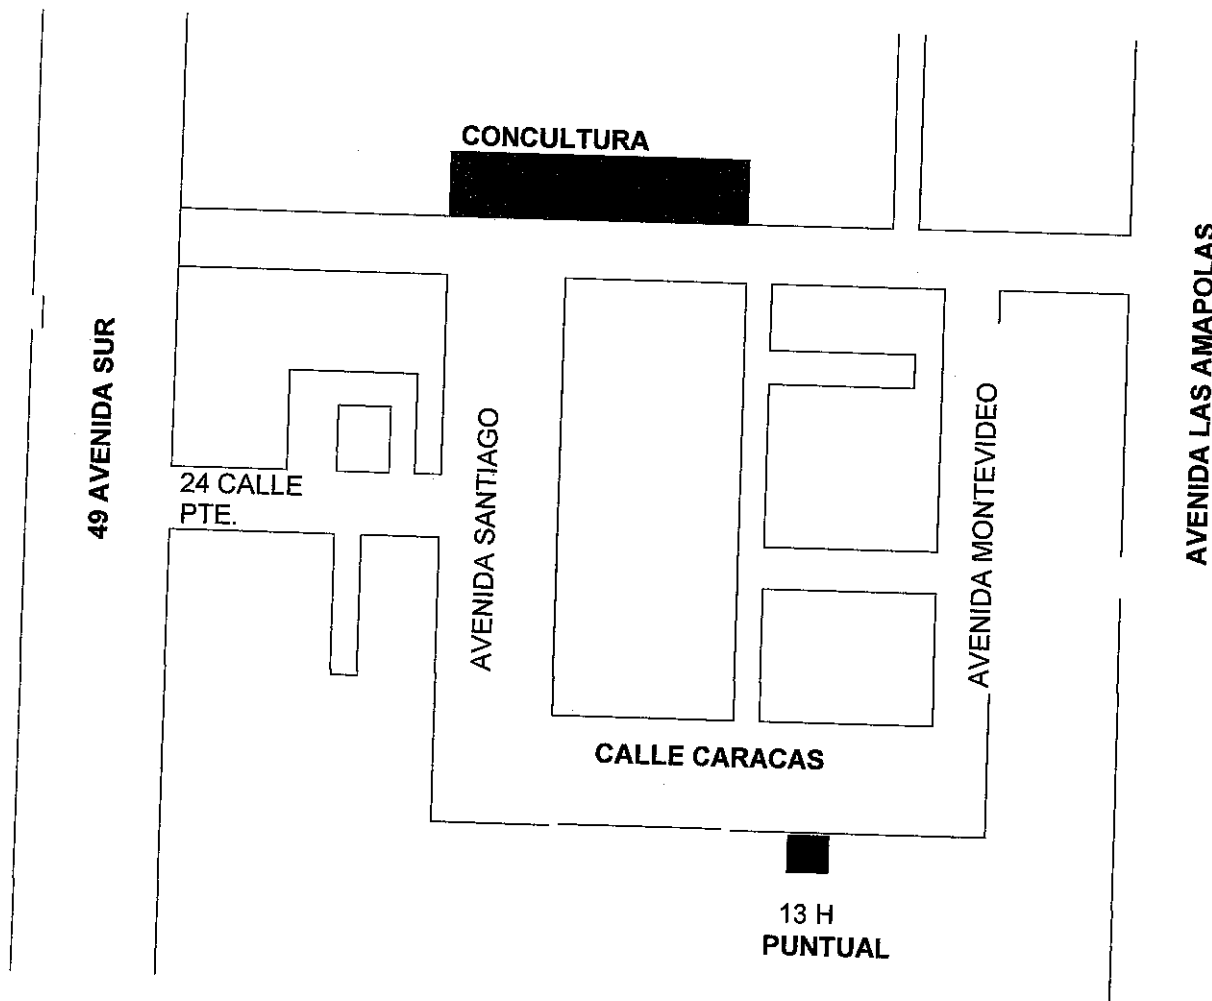 CONCULTURA
49 AVENIDA SUR
24 CALLE
PTE.
AVENIDA SANTIAGO
AVENIDA MONTEVIDEO
AVENIDA LAS AMAPOLAS
CALLE CARACAS
13 H
PUNTUAL